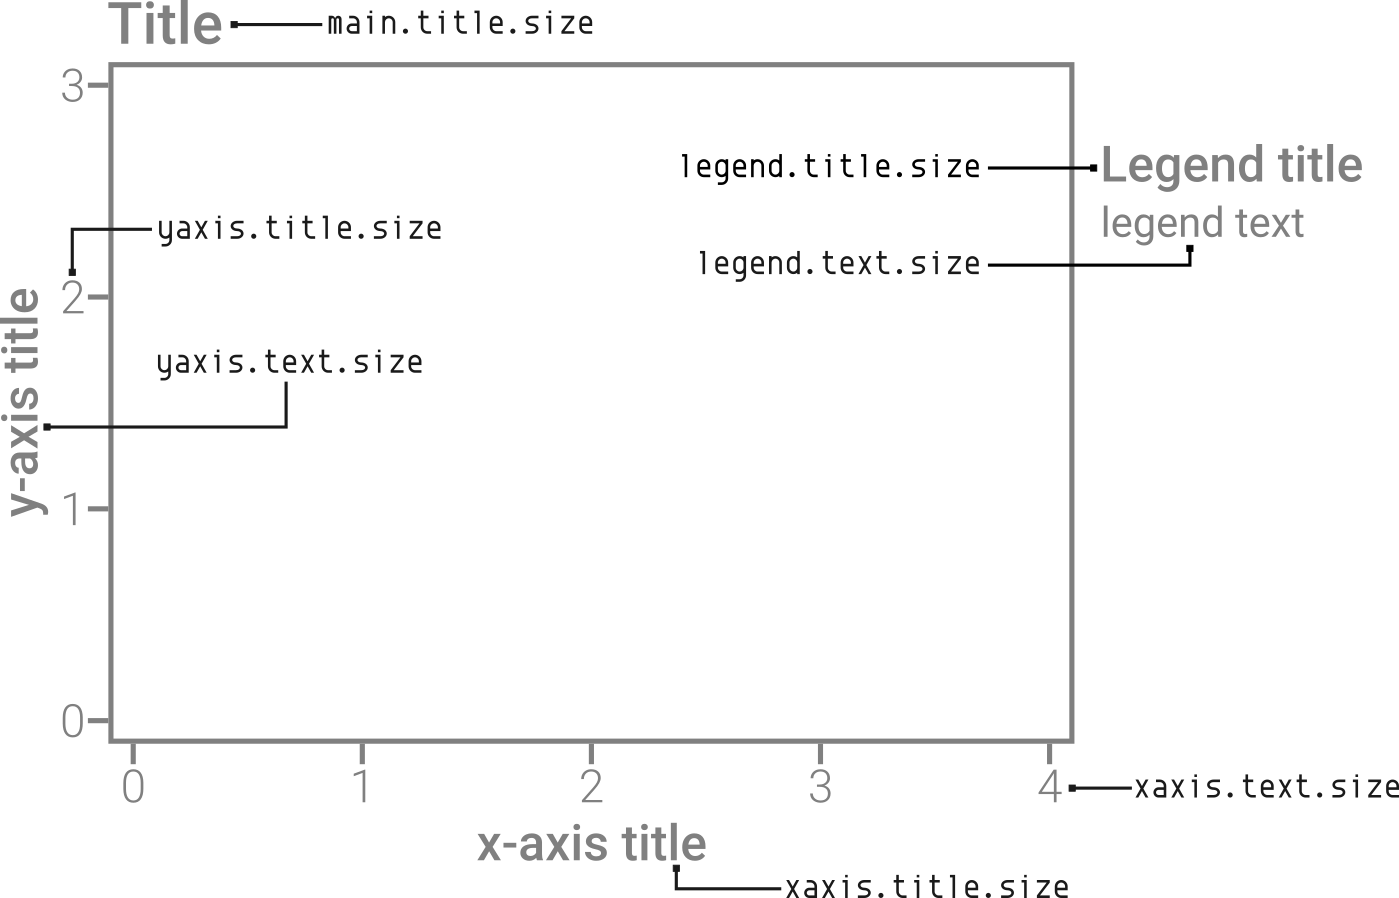 Title main.title.size
3
legend.title.size Legend title
legend text
yaxis.title.size
legend.text.size
2
y-axis title
yaxis.text.size
1
0
0 1 2 3 4
xaxis.text.size
x-axis title
xaxis.title.size